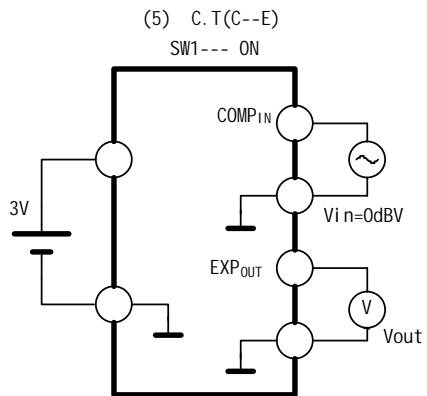 (5) C.T(C--E)
SW1--- ON
COMPIN
3V
Vin=0dBV
EXPOUT
V
Vout